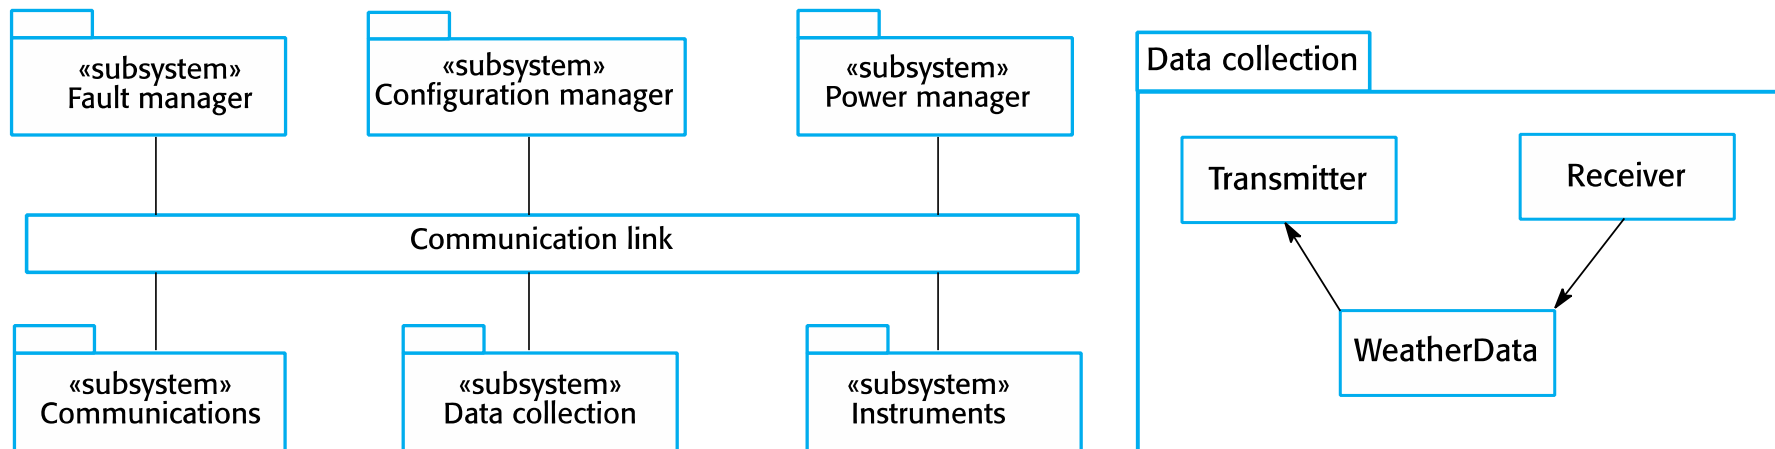 «subsystem»
Fault manager
«subsystem»
Configuration manager
«subsystem»
Power manager
Communication link
«subsystem»
Communications
«subsystem»
Data collection
«subsystem»
Instruments
Data collection
Transmitter
Receiver
WeatherData